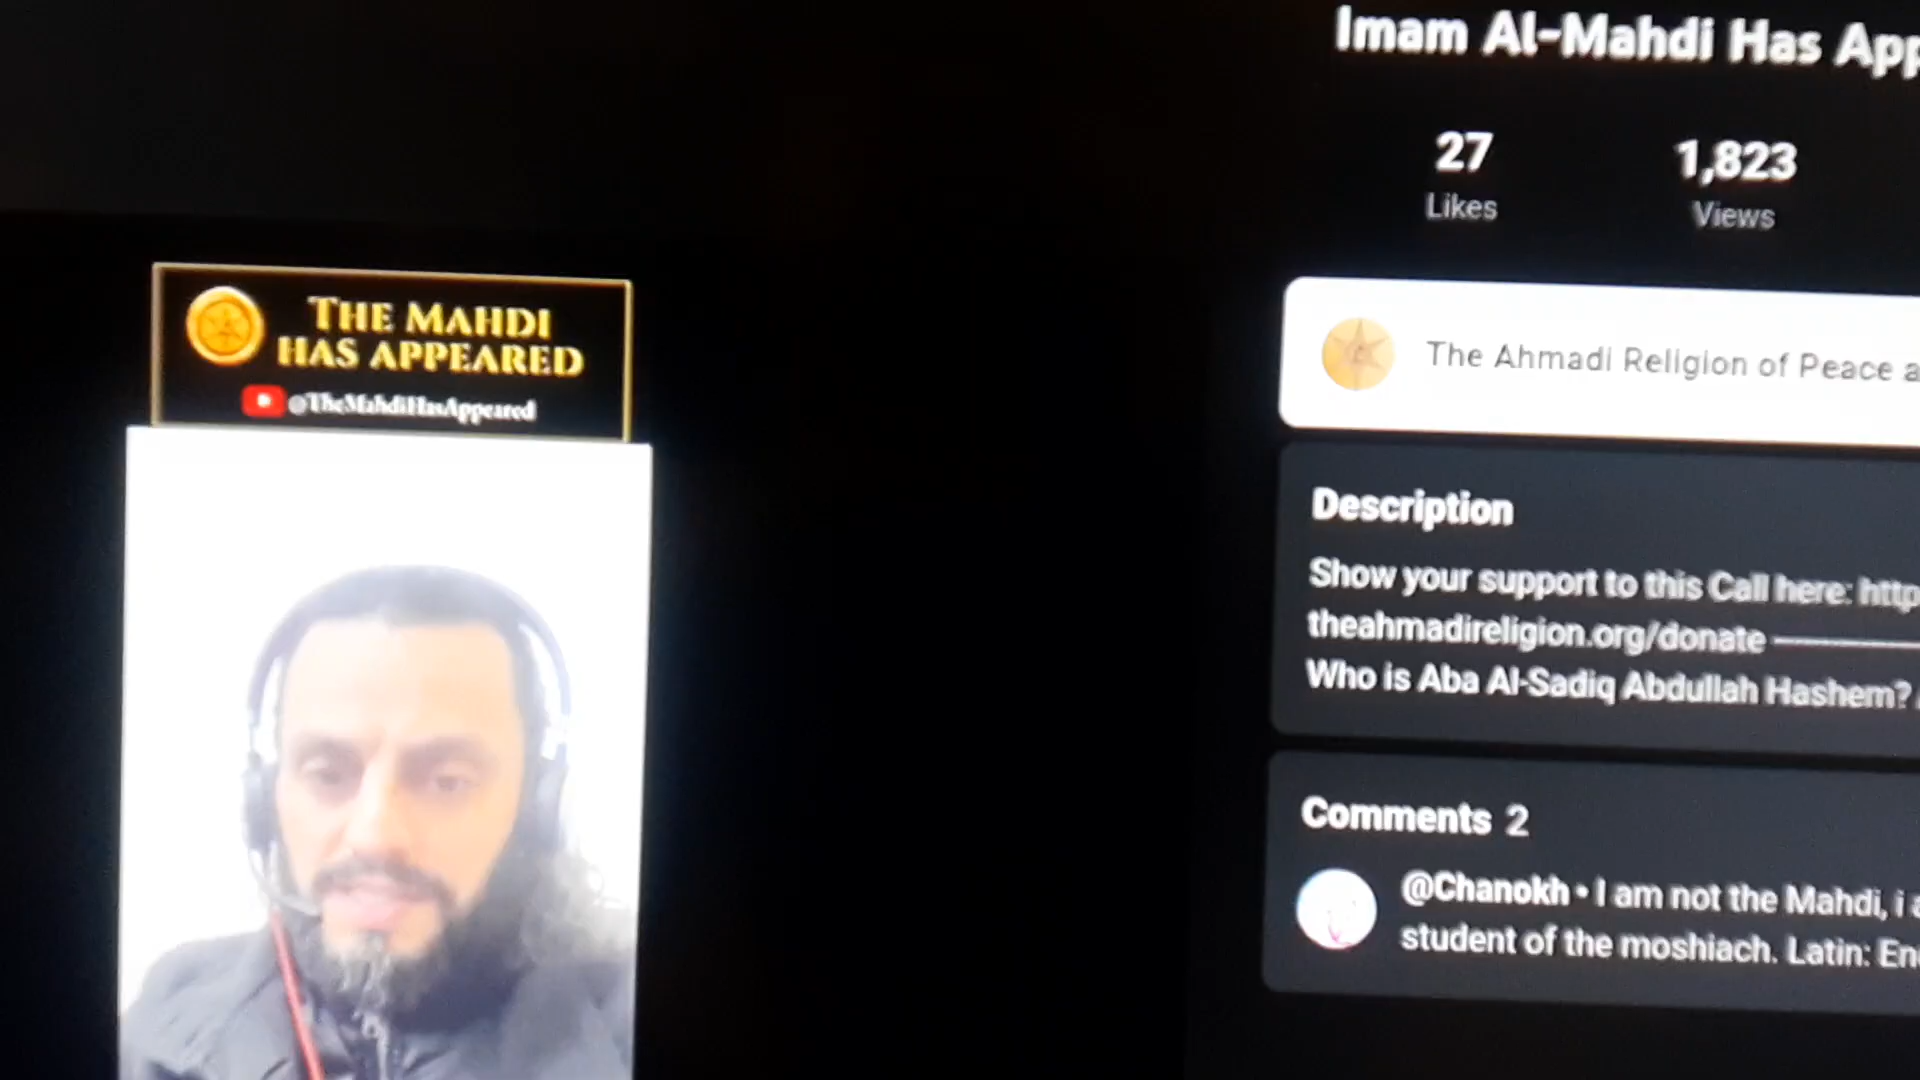 THE MAHDI
HAS APPEARED
@TheMahdiHasAppeared
Imam Al-Mahdi Has App
27
Likes
1,823
Views
The Ahmadi Religion of Peace a
Description
Show your support to this Call here: http
theahmadireligion.org/donate
Who is Aba Al-Sadiq Abdullah Hashem?
Comments 2
@Chanokh • I am not the Mahdi, i a
student of the moshiach. Latin: En